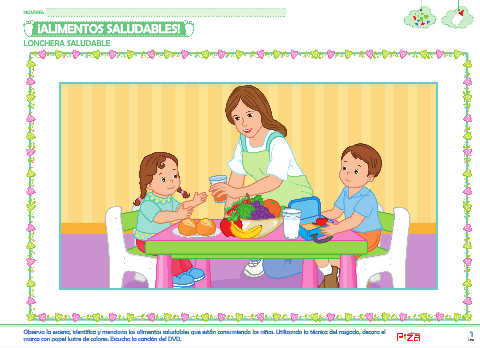 NOMBRE:
¡ALIMENTOS SALUDABLES!
LONCHERA SALUDABLE
Observa la escena, identifica y menciona los alimentos saludables que están consumiendo los niños. Utilizando la técnica del rasgado, decora el
marco con papel lustre de colores. Escucha la canción del DVD.
1